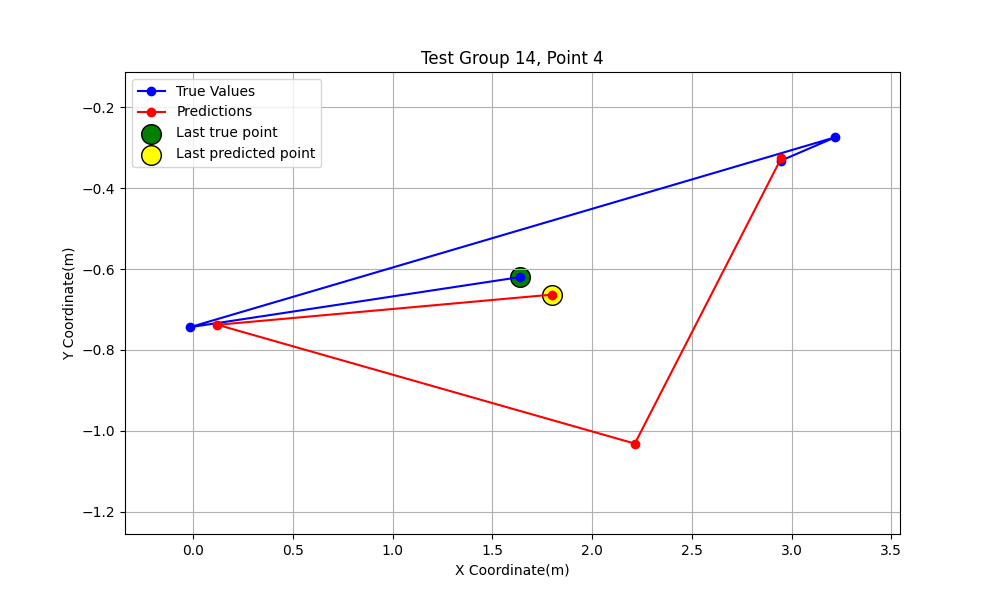 Test Group 14, Point 4
True Values
Predictions
Last true point
Last predicted point
Y Coordinate(m)
−0.2
−0.4
−0.6
−0.8
−1.0
−1.2
0.0 0.5 1.0 1.5 2.0 2.5 3.0 3.5
X Coordinate(m)